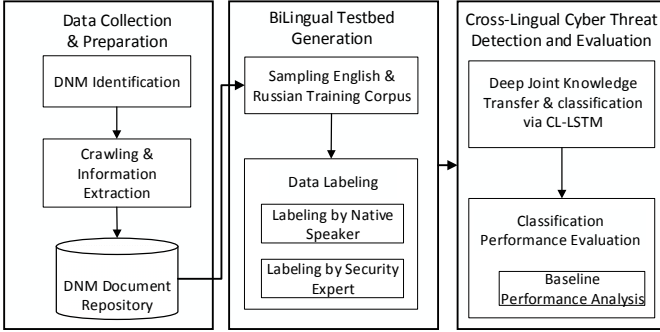 Data Collection
& Preparation
DNM Identification
Crawling &
Information
Extraction
DNM Document
Repository
BiLingual Testbed
Generation
Sampling English &
Russian Training Corpus
Data Labeling
Labeling by Native
Speaker
Labeling by Security
Expert
Cross-Lingual Cyber Threat
Detection and Evaluation
Deep Joint Knowledge
Transfer & classification
via CL-LSTM
Classification
Performance Evaluation
Baseline
Performance Analysis